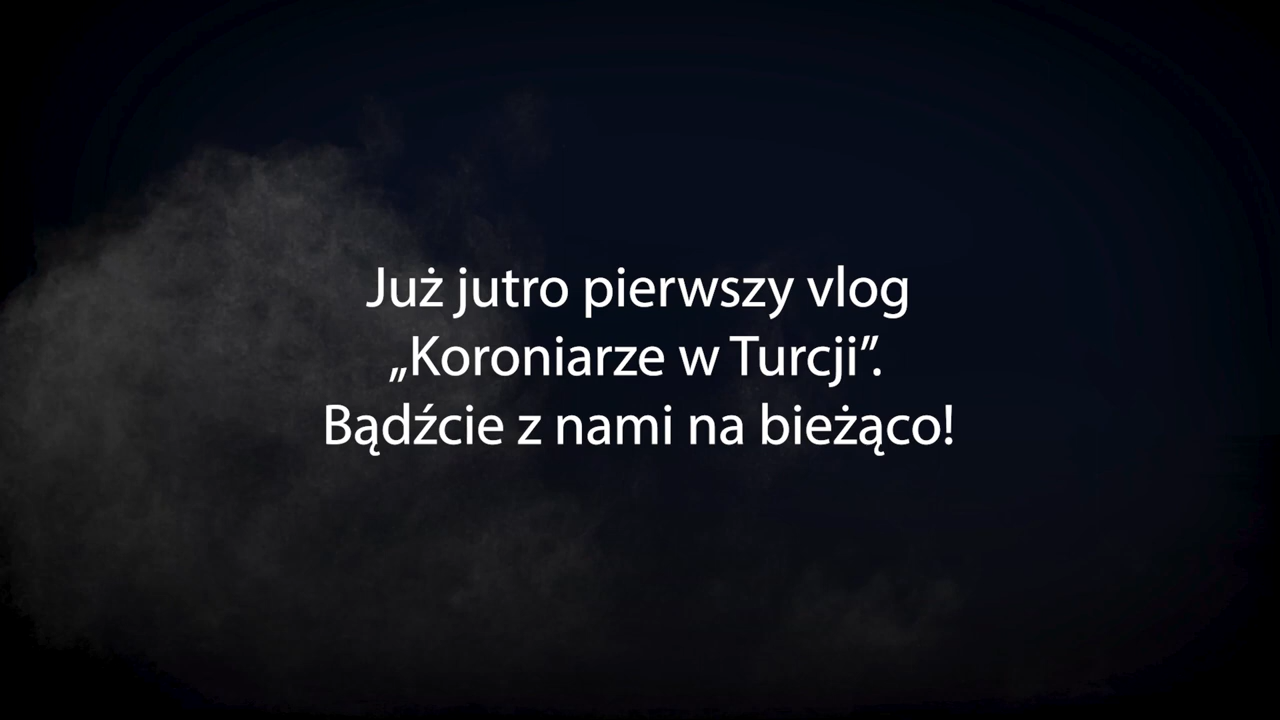 Już jutro pierwszy vlog
„Koroniarze w Turcji”.
Bądźcie z nami na bieżąco!